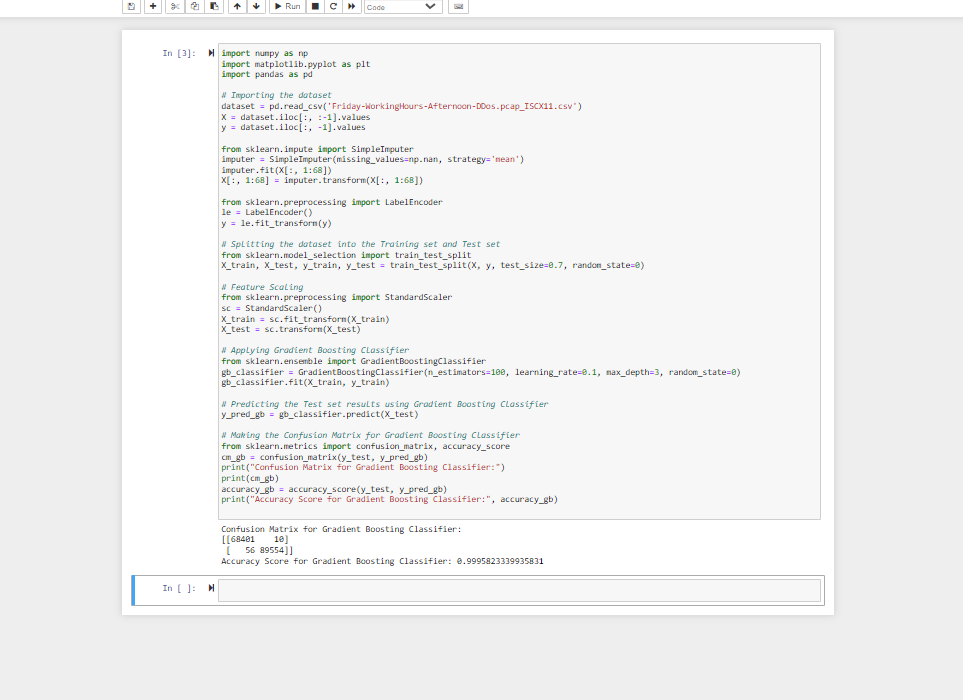 Run
Code
In [3]:
import numpy as np
import matplotlib.pyplot as plt
import pandas as pd
# Importing the dataset
dataset = pd.read_csv('Friday-WorkingHours-Afternoon-DDos.pcap_ISCX11.csv')
X = dataset.iloc[:, :-1].values
y = dataset.iloc[:, -1].values
from sklearn.impute import SimpleImputer
imputer = SimpleImputer(missing_values=np.nan, strategy='mean')
imputer.fit(X[:, 1:68])
X[:, 1:68] = imputer.transform(X[:, 1:68])
from sklearn.preprocessing import LabelEncoder
le = LabelEncoder()
y = le.fit_transform(y)
# Splitting the dataset into the Training set and Test set
from sklearn.model_selection import train_test_split
X_train, X_test, y_train, y_test = train_test_split(X, y, test_size=0.7, random_state=0)
# Feature Scaling
from sklearn.preprocessing import StandardScaler
sc = StandardScaler()
X_train = sc.fit_transform(X_train)
X_test = sc.transform(X_test)
# Applying Gradient Boosting Classifier
from sklearn.ensemble import GradientBoostingClassifier
gb_classifier = GradientBoostingClassifier(n_estimators=100, learning_rate=0.1, max_depth=3, random_state=0)
gb_classifier.fit(X_train, y_train)
# Predicting the Test set results using Gradient Boosting Classifier
y_pred_gb = gb_classifier.predict(X_test)
# Making the Confusion Matrix for Gradient Boosting Classifier
from sklearn.metrics import confusion_matrix, accuracy_score
cm_gb = confusion_matrix(y_test, y_pred_gb)
print("Confusion Matrix for Gradient Boosting Classifier:")
print(cm_gb)
accuracy_gb = accuracy_score(y_test, y_pred_gb)
print("Accuracy Score for Gradient Boosting Classifier:", accuracy_gb)
Confusion Matrix for Gradient Boosting Classifier:
[[68401    10]
 [   56 89554]]
Accuracy Score for Gradient Boosting Classifier: 0.9995823339935831
In [ ]: